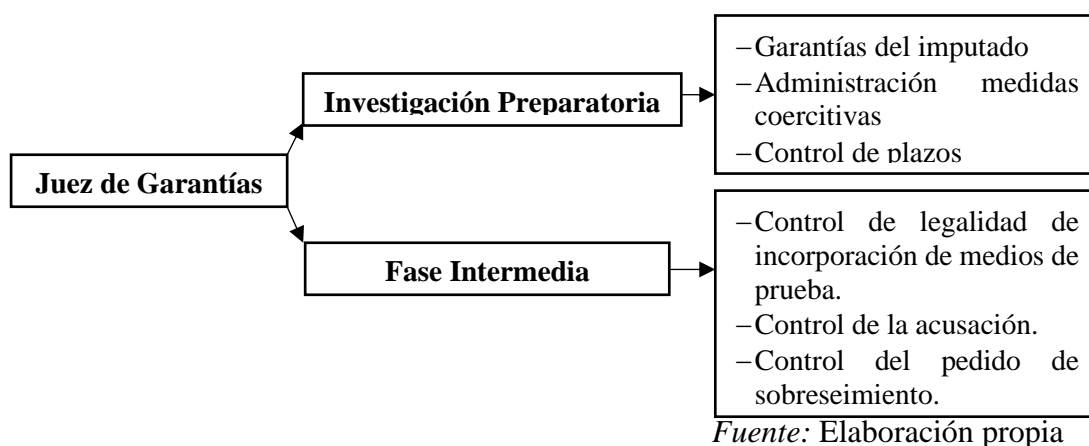 Juez de Garantías
Investigación Preparatoria
–Garantías del imputado
–Administración medidas
coercitivas
–Control de plazos
Fase Intermedia
–Control de legalidad de
incorporación de medios de
prueba.
–Control de la acusación.
–Control del pedido de
sobreseimiento.
Fuente: Elaboración propia